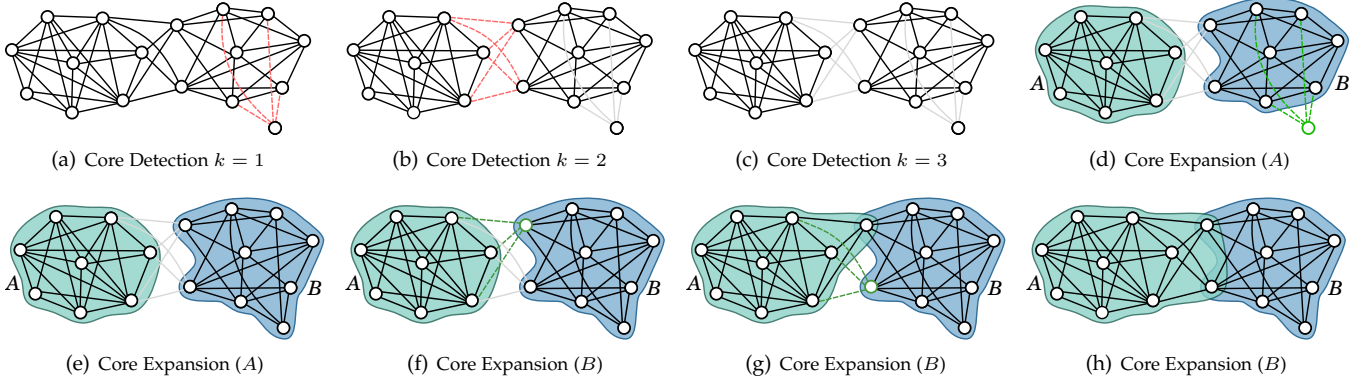 A B
(a) Core Detection k = 1 (b) Core Detection k = 2 (c) Core Detection k = 3 (d) Core Expansion (A)
A B A B A B A B
(e) Core Expansion (A) (f) Core Expansion (B) (g) Core Expansion (B) (h) Core Expansion (B)